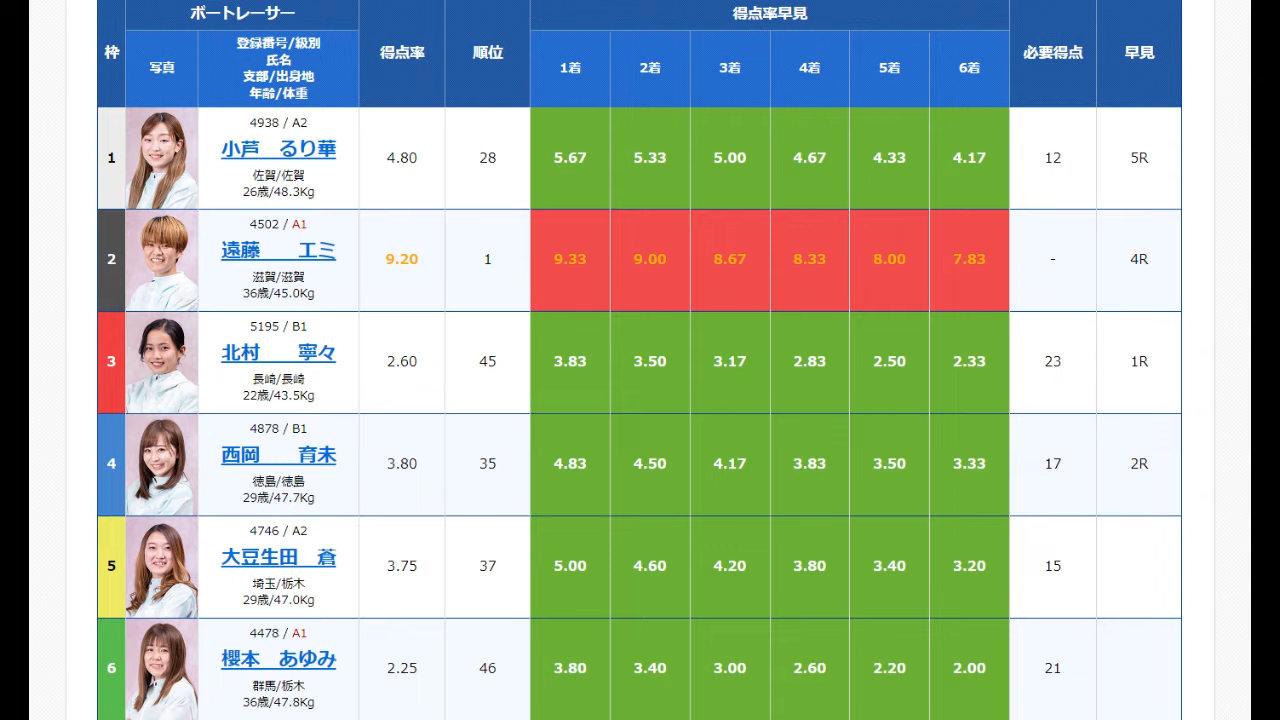 枠
ボートレーサー
得点率
順位
得点率早見
必要得点
早見
写真
登録番号/級別
氏名
支部/出身地
年齢/体重
1着
2着
3着
4着
5着
6着
1
4938 / A2
小芦 るり華
佐賀/佐賀
26歳/48.3Kg
4.80
28
5.67
5.33
5.00
4.67
4.33
4.17
12
5R
2
4502 / A1
遠藤 エミ
滋賀/滋賀
36歳/45.0Kg
9.20
1
9.33
9.00
8.67
8.33
8.00
7.83
-
4R
3
5195 / B1
北村 寧々
長崎/長崎
22歳/43.5Kg
2.60
45
3.83
3.50
3.17
2.83
2.50
2.33
23
1R
4
4878 / B1
西岡 育未
徳島/徳島
29歳/47.7Kg
3.80
35
4.83
4.50
4.17
3.83
3.50
3.33
17
2R
5
4746 / A2
大豆生田 蒼
埼玉/栃木
29歳/47.0Kg
3.75
37
5.00
4.60
4.20
3.80
3.40
3.20
15
6
4478 / A1
櫻本 あゆみ
群馬/栃木
36歳/47.8Kg
2.25
46
3.80
3.40
3.00
2.60
2.20
2.00
21